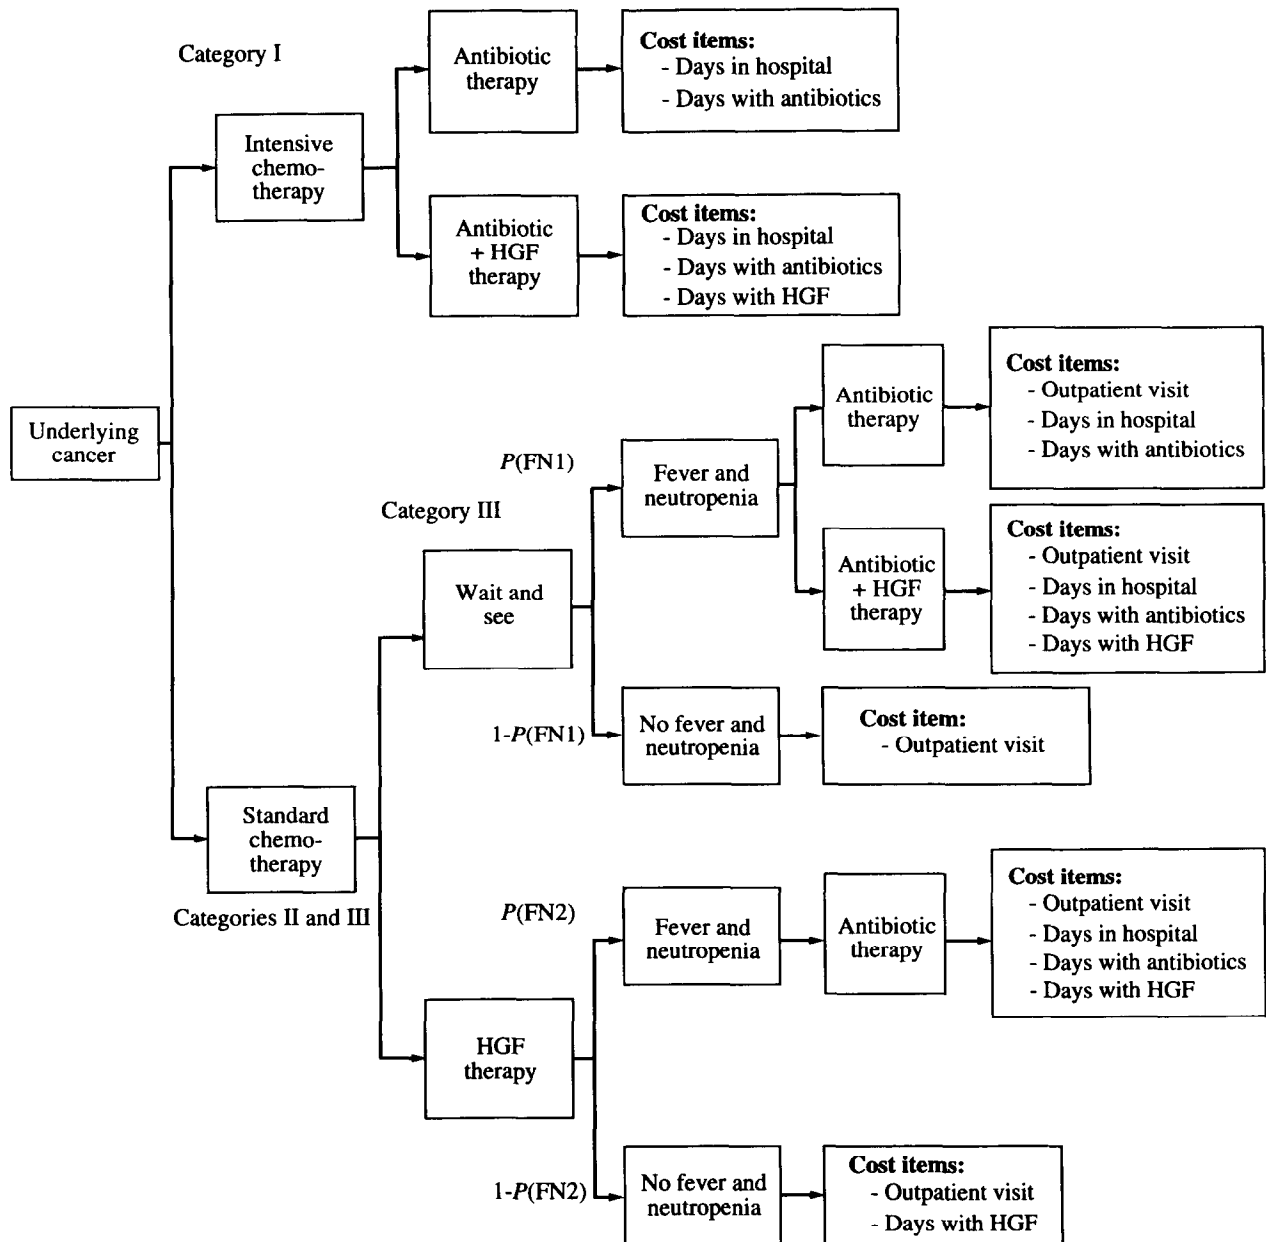 Category I
Antibiotic
therapy
Cost items:
- Days in hospital
- Days with antibiotics
Intensive
chemo-
therapy
Antibiotic
+ HGF
therapy
Cost items:
- Days in hospital
- Days with antibiotics
- Days with HGF
Underlying
cancer
Category III
P(FN1)
Fever and
neutropenia
Antibiotic
therapy
Cost items:
- Outpatient visit
- Days in hospital
- Days with antibiotics
Wait and
see
Antibiotic
+ HGF
therapy
Cost items:
- Outpatient visit
- Days in hospital
- Days with antibiotics
- Days with HGF
1-P(FN1)
No fever and
neutropenia
Cost item:
- Outpatient visit
Standard
chemo-
therapy
Categories II and III
P(FN2)
Fever and
neutropenia
Antibiotic
therapy
Cost items:
- Outpatient visit
- Days in hospital
- Days with antibiotics
- Days with HGF
HGF
therapy
1-P(FN2)
No fever and
neutropenia
Cost items:
- Outpatient visit
- Days with HGF